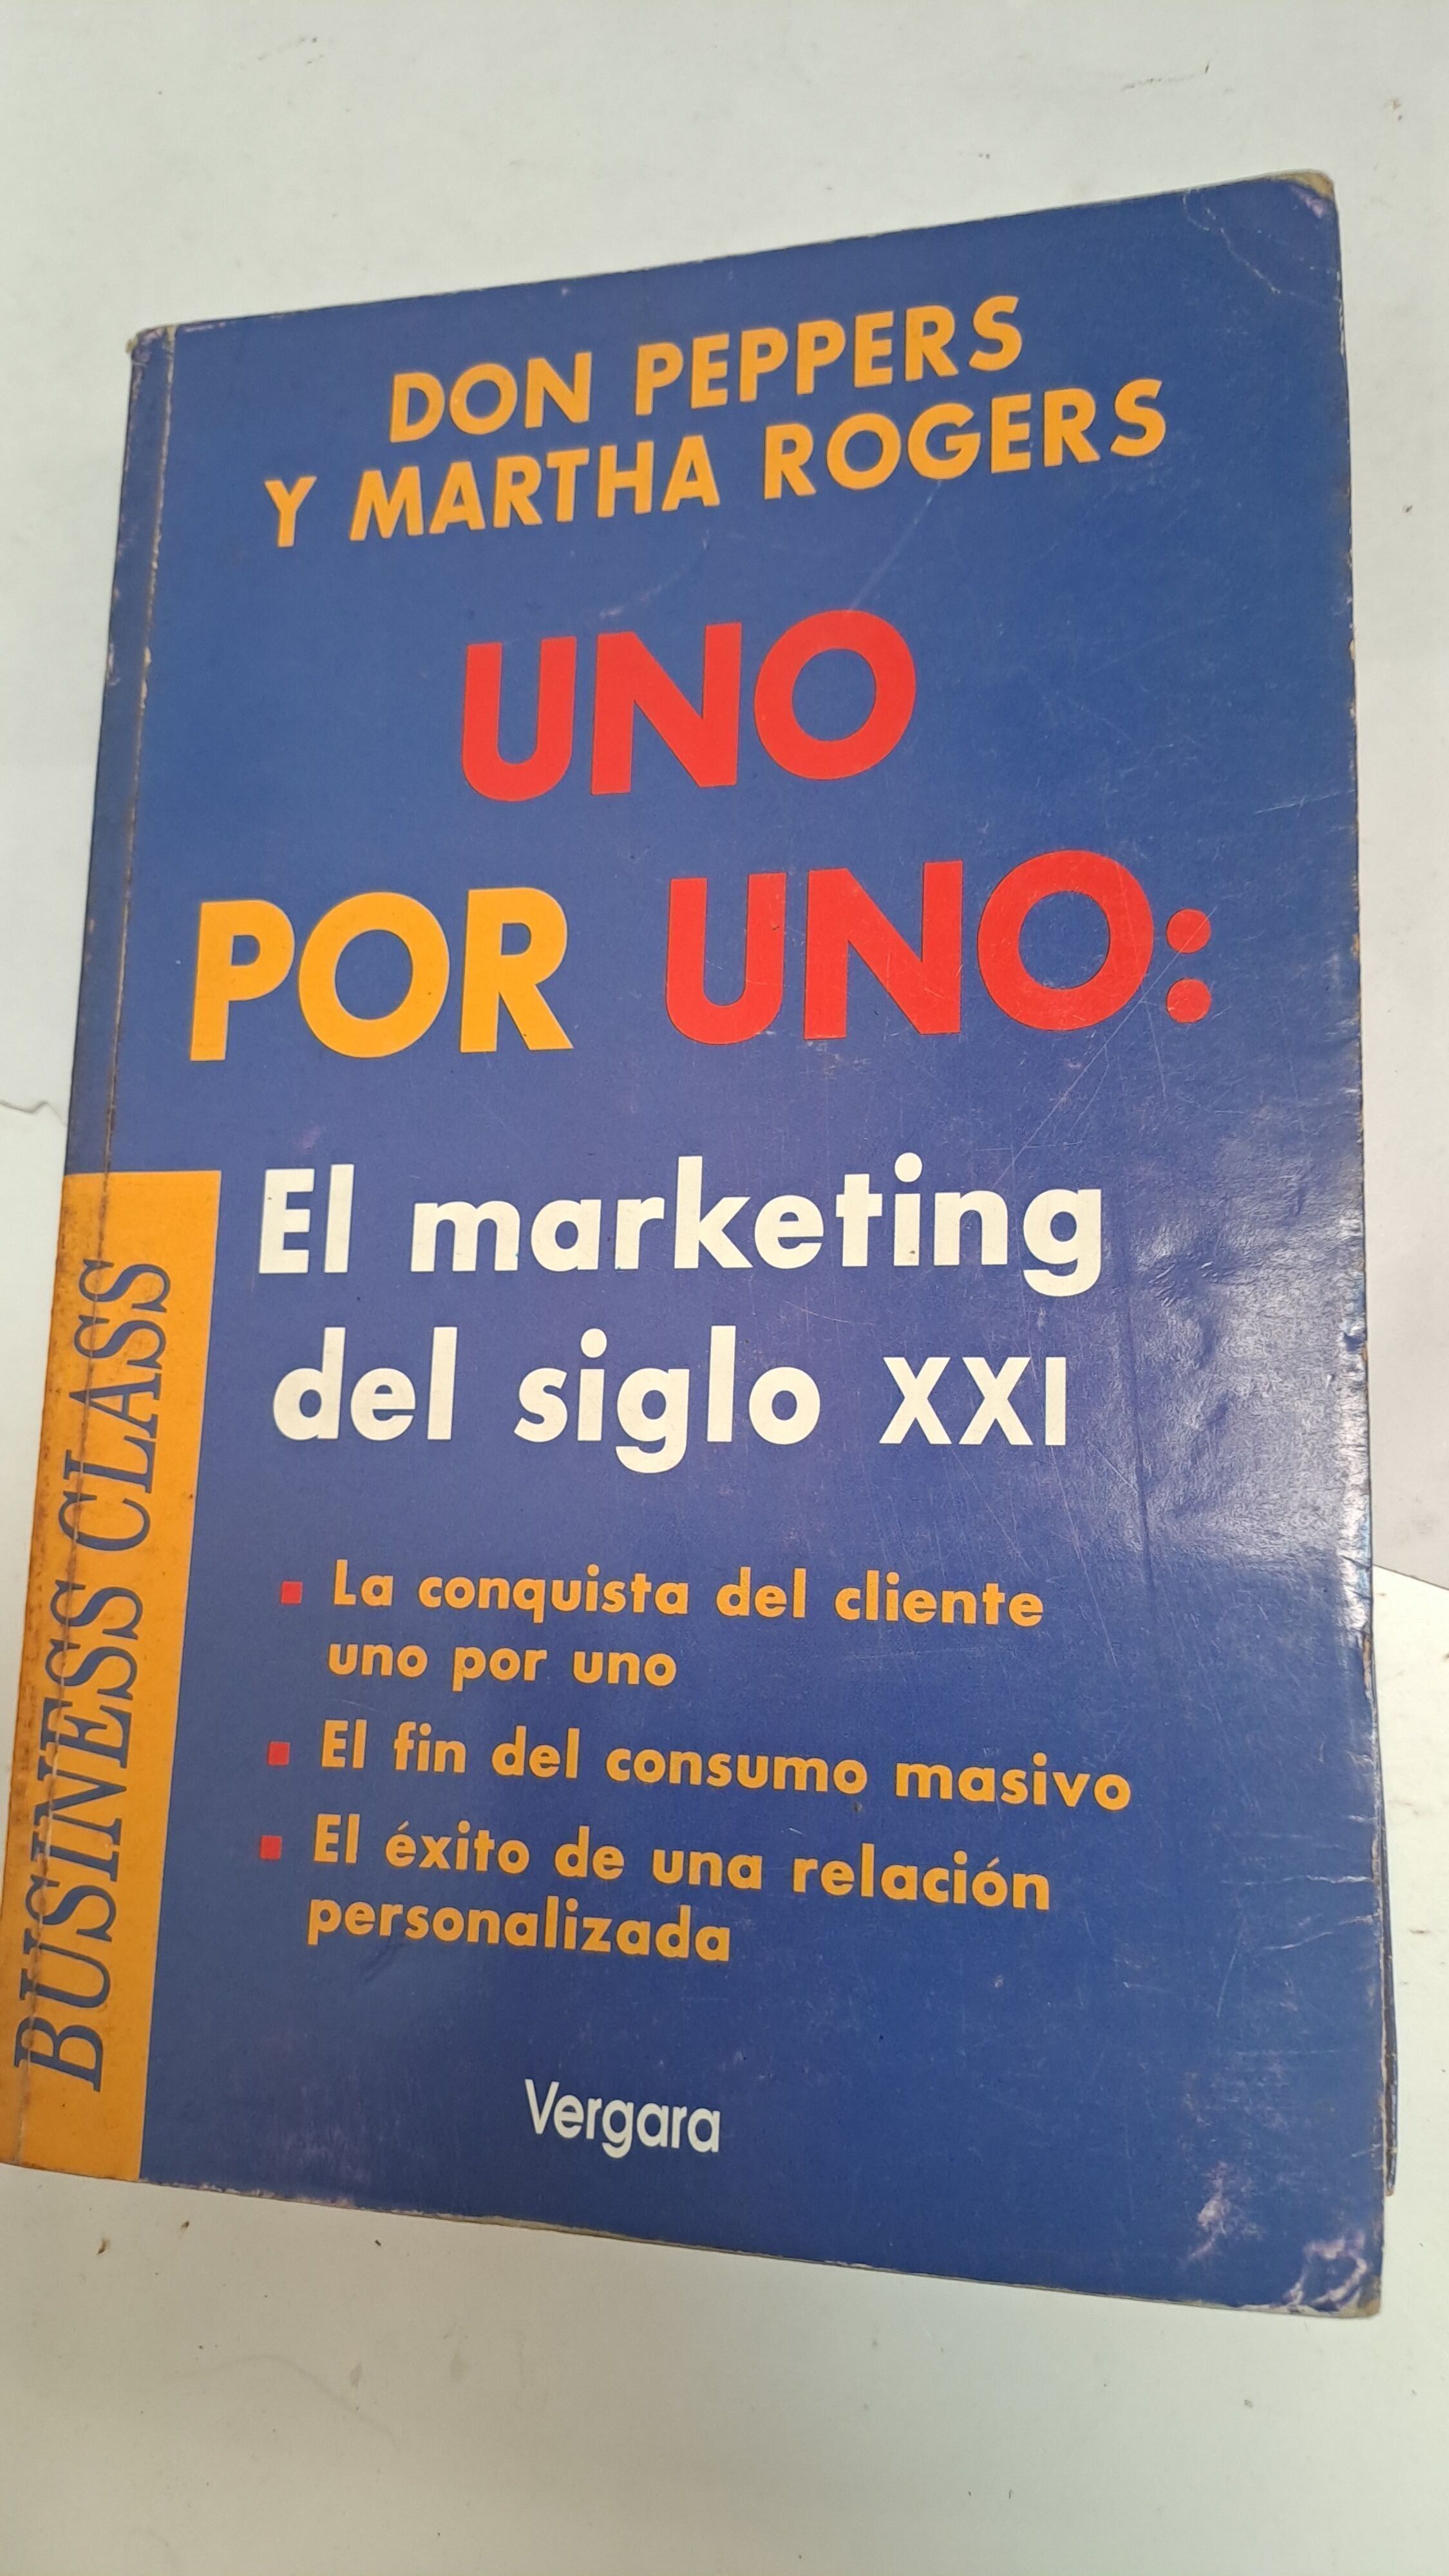 DON PEPPERS
Y MARTHA ROGERS
UNO
POR UNO:
El marketing
del siglo XXI
▪ La conquista del cliente
uno por uno
▪ El fin del consumo masivo
▪ El éxito de una relación
personalizada
Vergara
BUSINESS CLASS